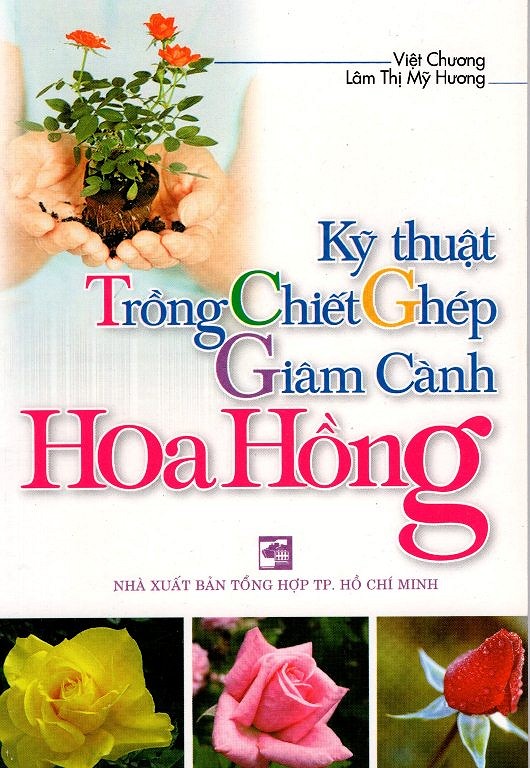 Việt Chương
Lâm Thị Mỹ Hương
Kỹ thuật
Trồng Chiết Ghép
Giâm Cành
Hoa Hồng
NHÀ XUẤT BẢN TỔNG HỢP TP. HỒ CHÍ MINH